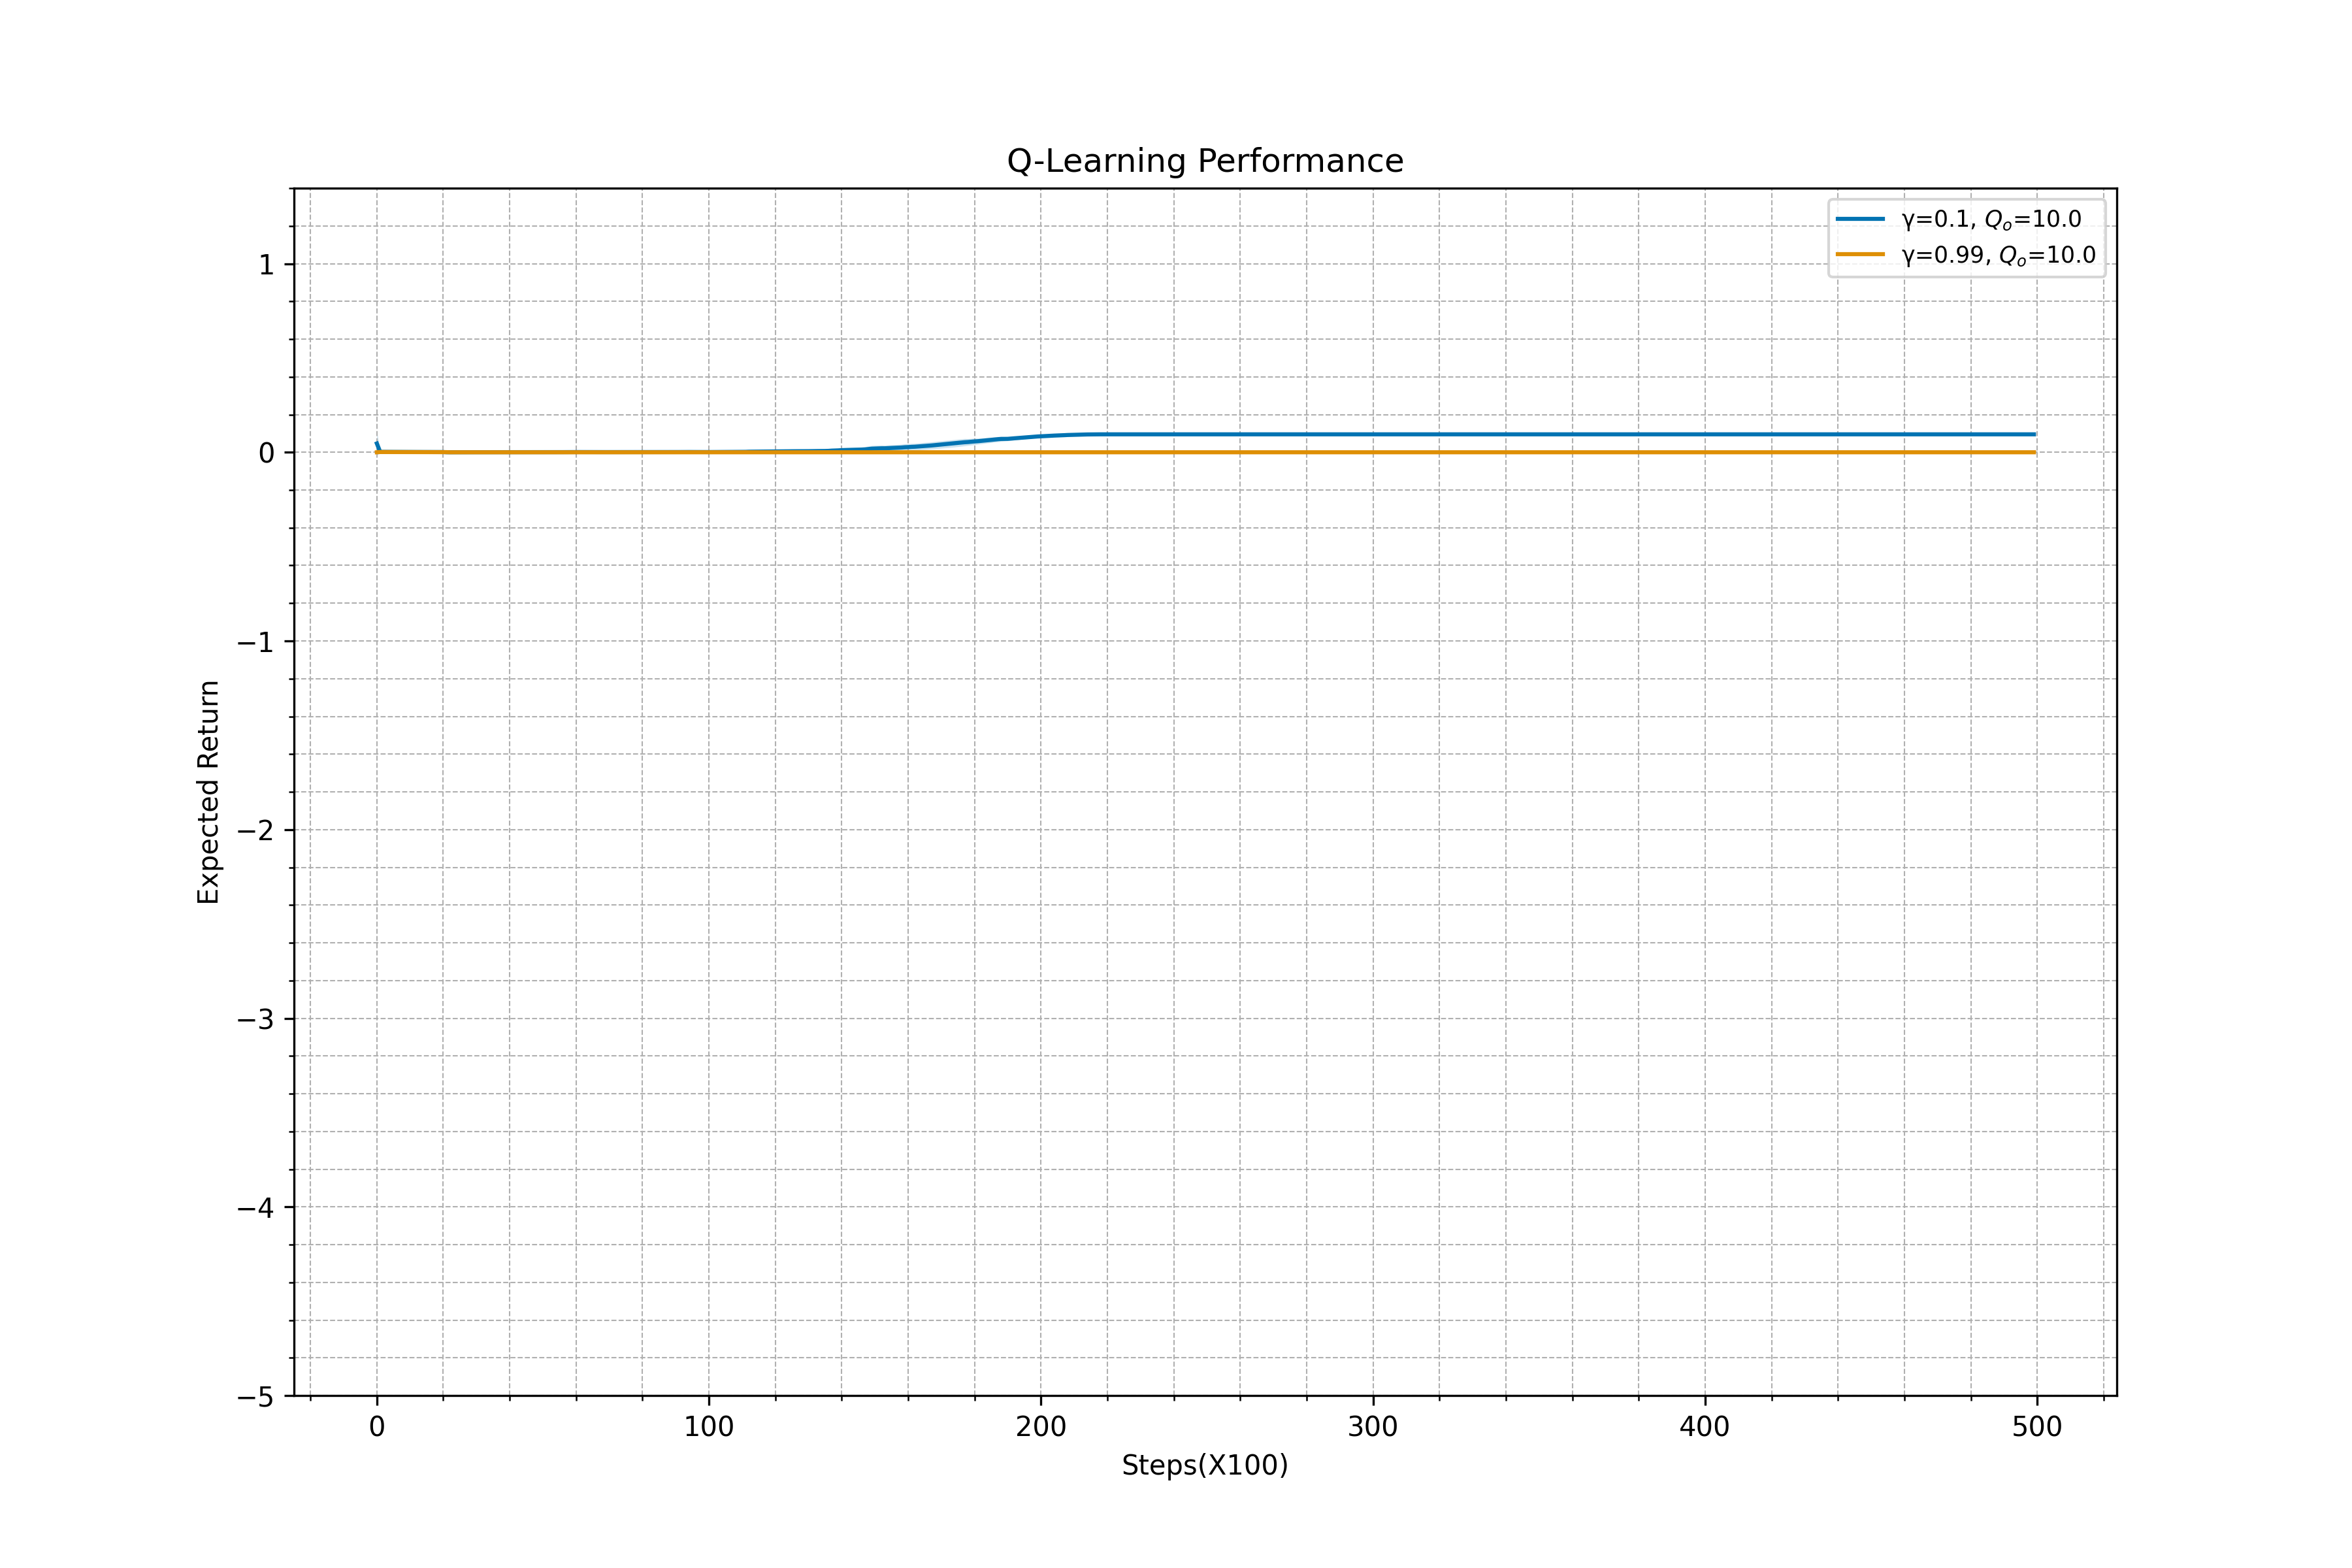 Q-Learning Performance
γ=0.1, Qₒ=10.0
γ=0.99, Qₒ=10.0
1
0
−1
−2
−3
−4
−5
Expected Return
0 100 200 300 400 500
Steps(X100)